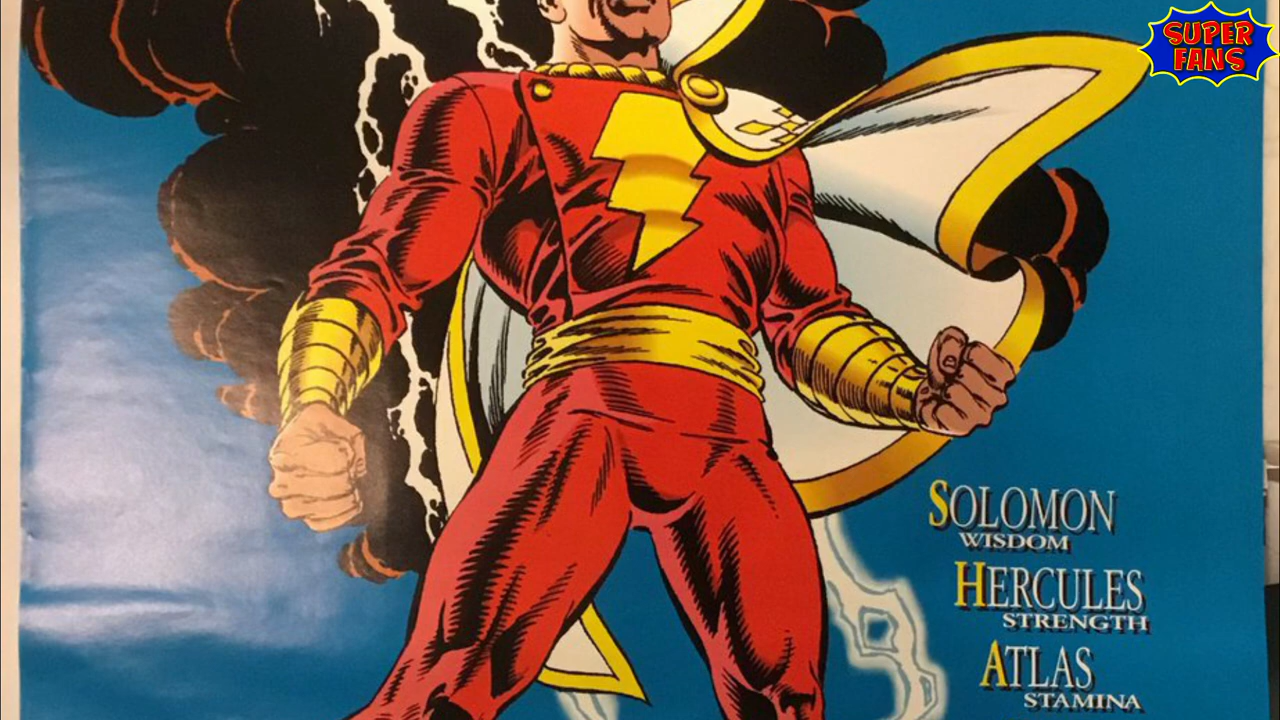 SUPER
FANS
SOLOMON
WISDOM
HERCULES
STRENGTH
ATLAS
STAMINA